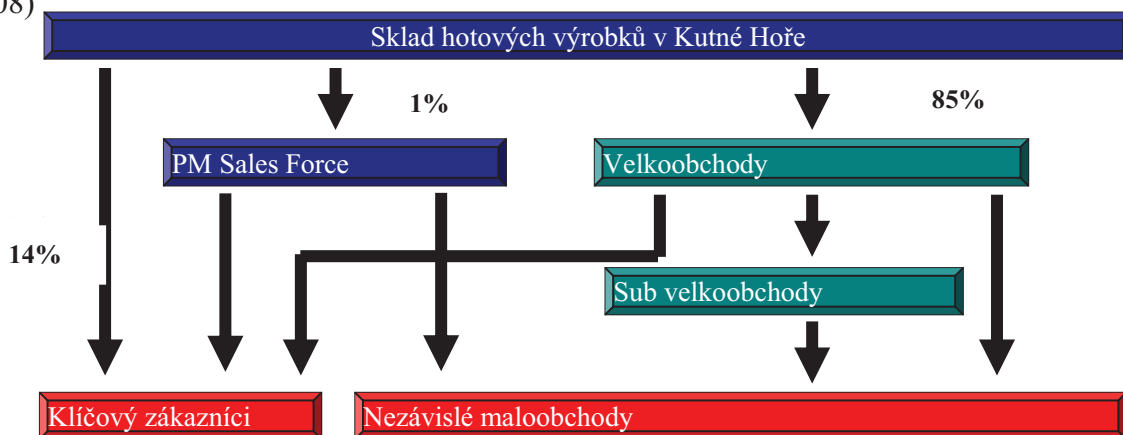 08)
Sklad hotových výrobků v Kutné Hoře
1%
85%
PM Sales Force
Velkoobchody
14%
Sub velkoobchody
Klíčový zákazníci
Nezávislé maloobchody